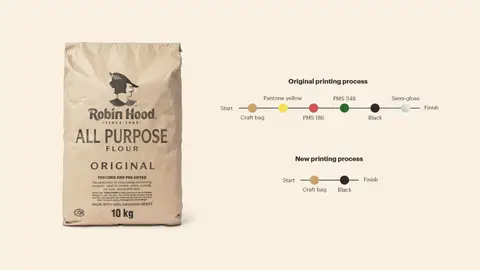 Robin Hood
SINCE 1909
ALL PURPOSE
FLOUR
ORIGINAL
10 kg
Original printing process
Start
Craft bag
Pantone yellow
PMS 186
PMS 348
Black
Semi-gloss
Finish
New printing process
Start
Craft bag
Black
Finish